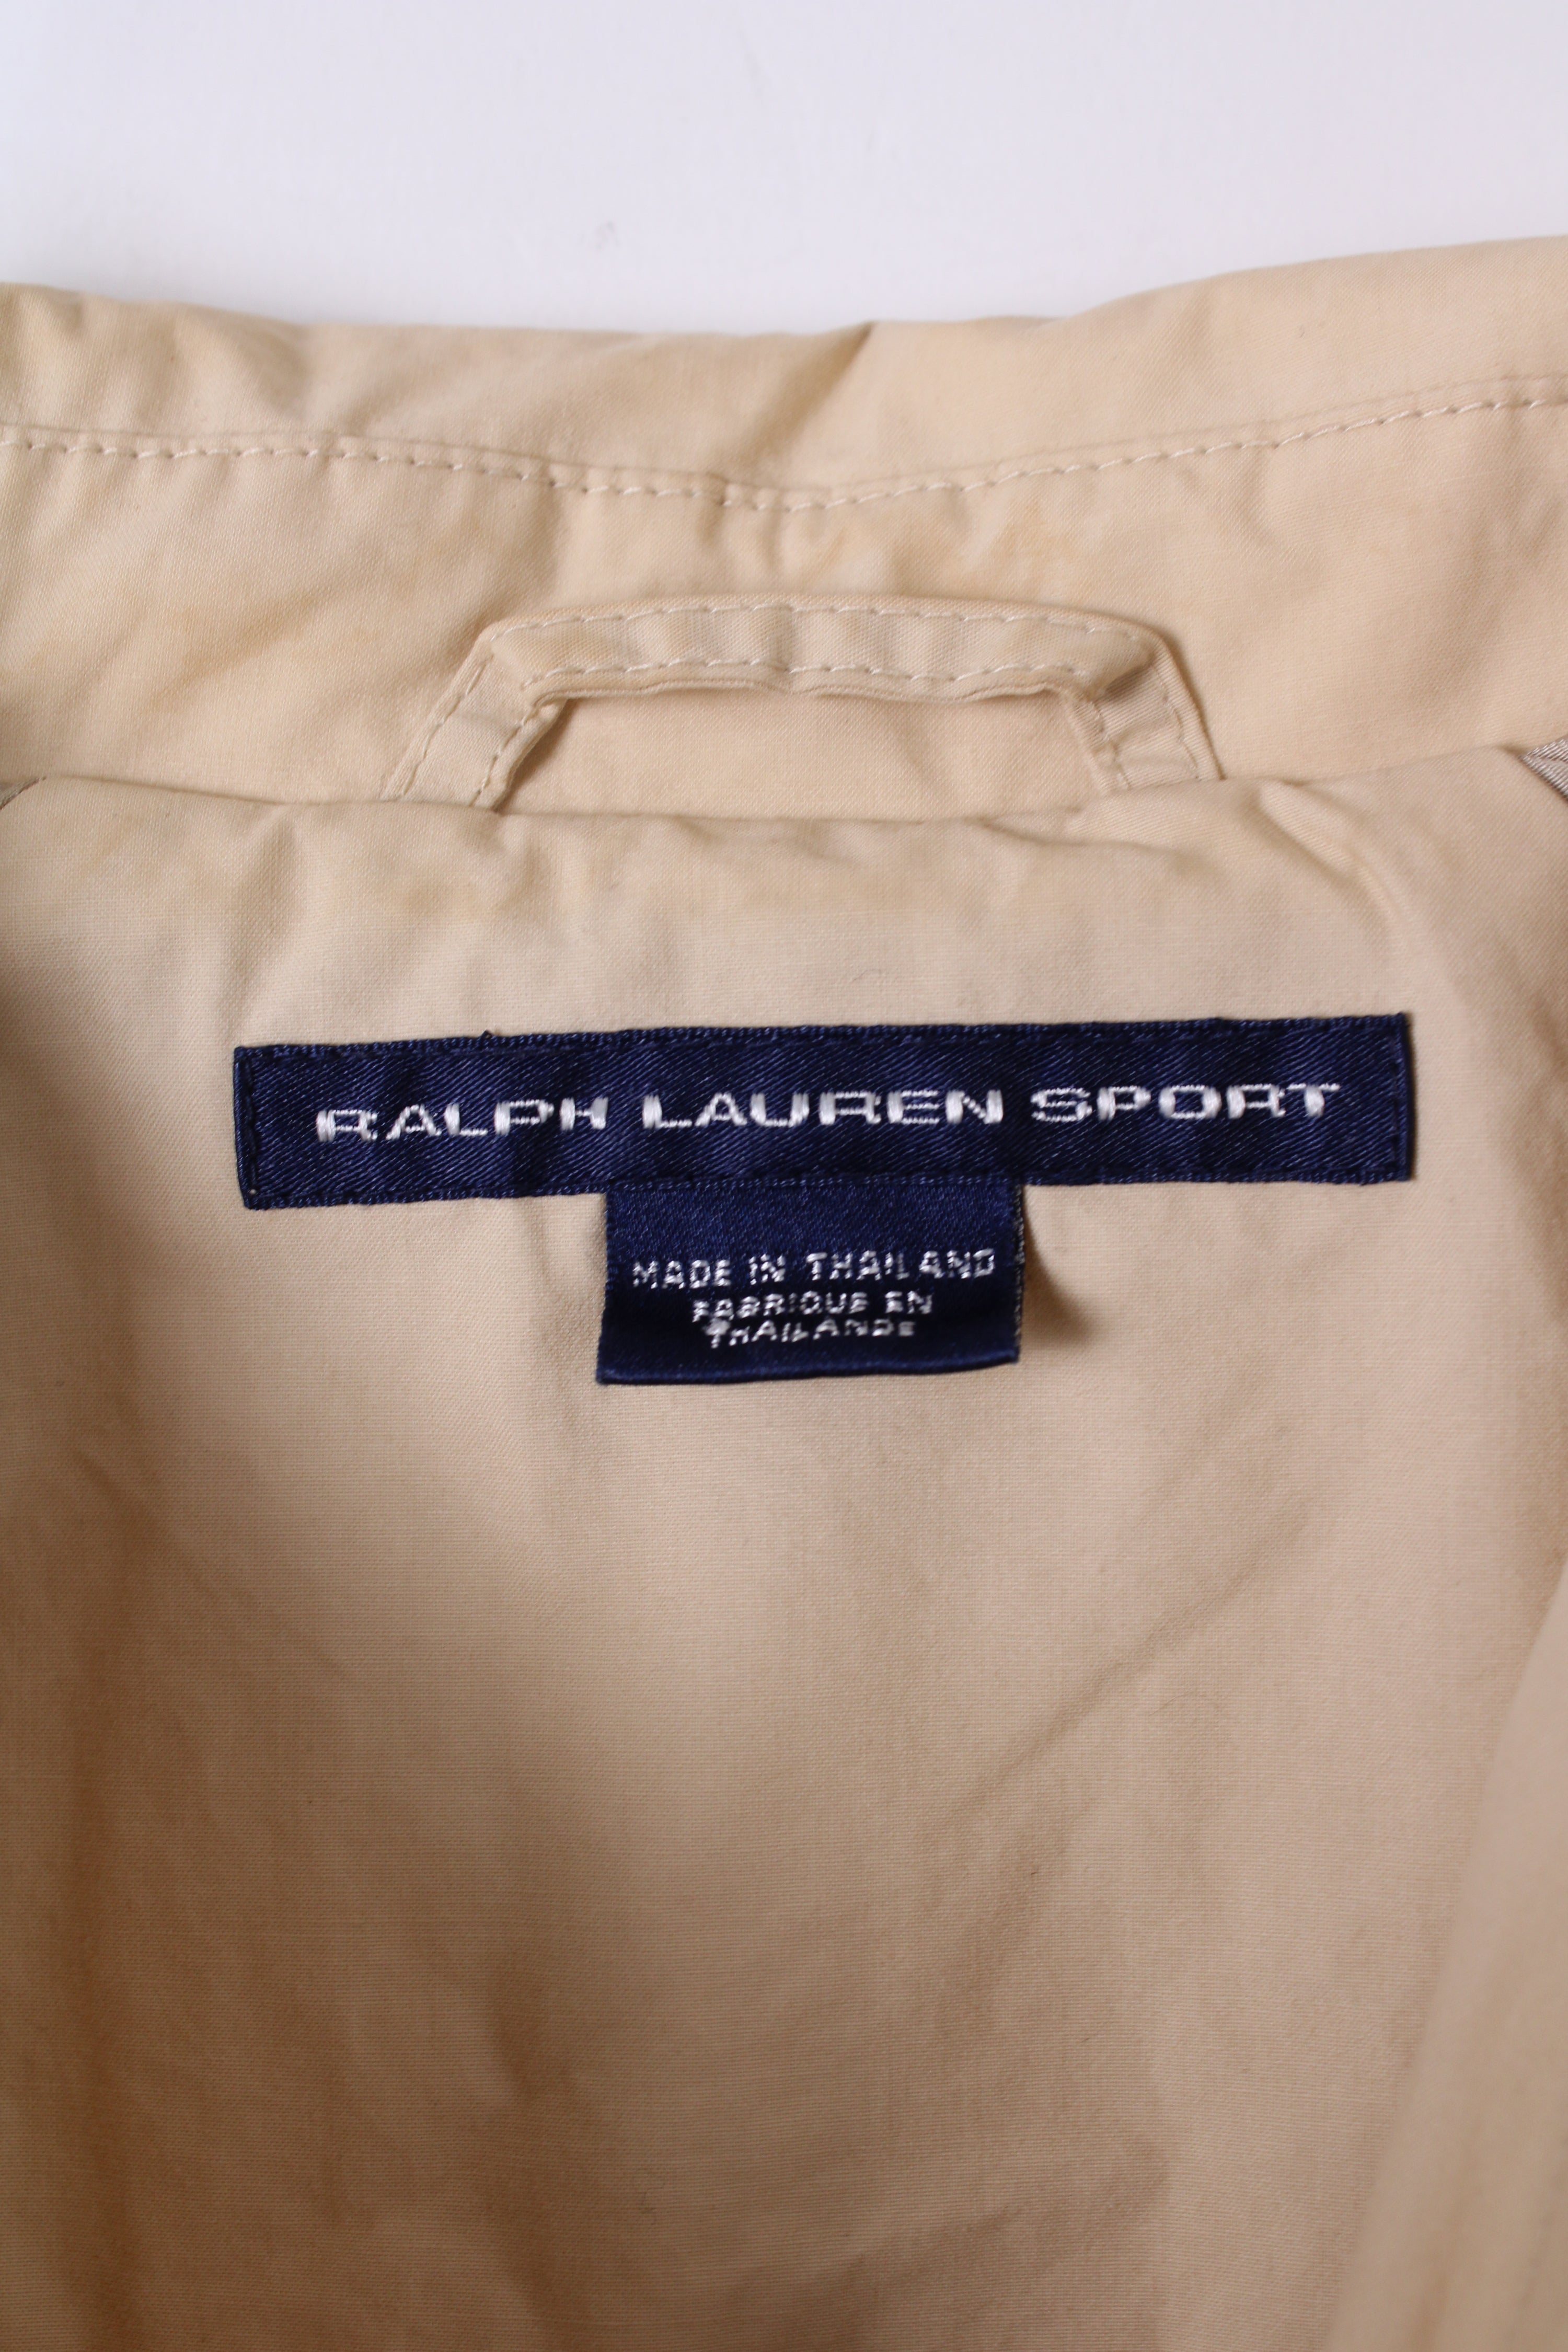 RALPH LAUREN SPORT
MADE IN THAILAND
FABRIQUE EN
THAILANDE